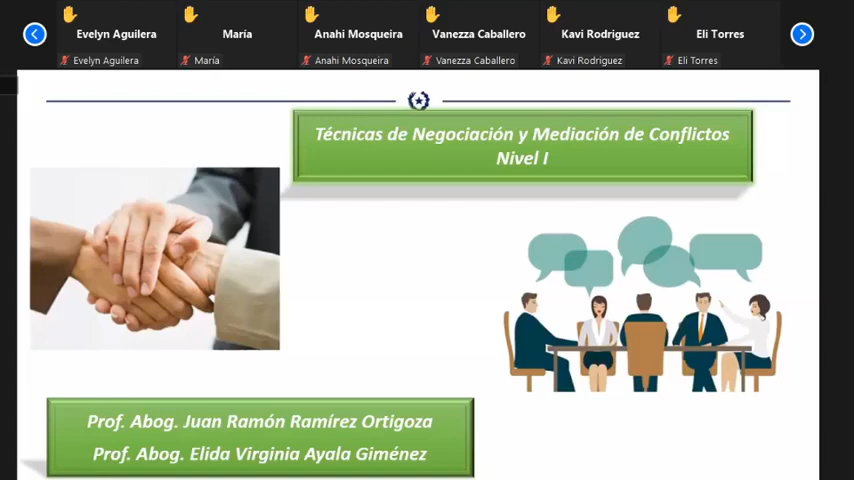 Evelyn Aguilera
María
Anahi Mosqueira
Vanezza Caballero
Kavi Rodriguez
Eli Torres
Evelyn Aguilera
María
Anahi Mosqueira
Vanezza Caballero
Kavi Rodriguez
Eli Torres
Técnicas de Negociación y Mediación de Conflictos
Nivel I
Prof. Abog. Juan Ramón Ramírez Ortigoza
Prof. Abog. Elida Virginia Ayala Giménez